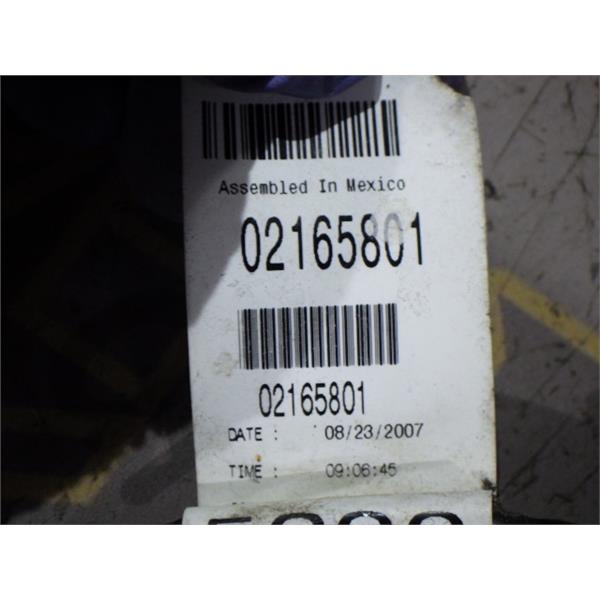 Assembled In Mexico
02165801
02165801
DATE : 08/23/2007
TIME : 09:06:45